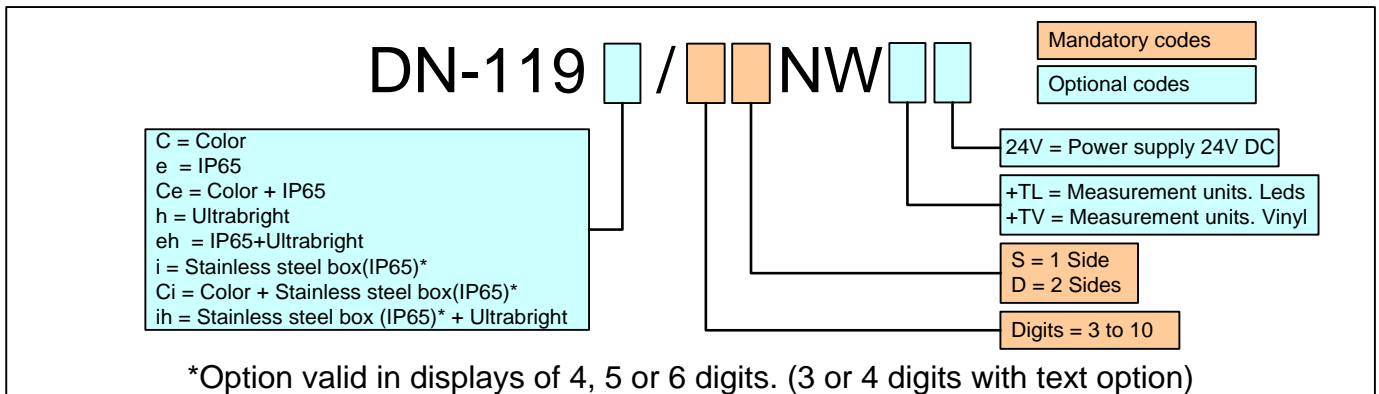 DN-119 / NW
Mandatory codes
Optional codes
C = Color
e = IP65
Ce = Color + IP65
h = Ultrabright
eh = IP65+Ultrabright
i = Stainless steel box(IP65)*
Ci = Color + Stainless steel box(IP65)*
ih = Stainless steel box (IP65)* + Ultrabright
24V = Power supply 24V DC
+TL = Measurement units. Leds
+TV = Measurement units. Vinyl
S = 1 Side
D = 2 Sides
Digits = 3 to 10
*Option valid in displays of 4, 5 or 6 digits. (3 or 4 digits with text option)